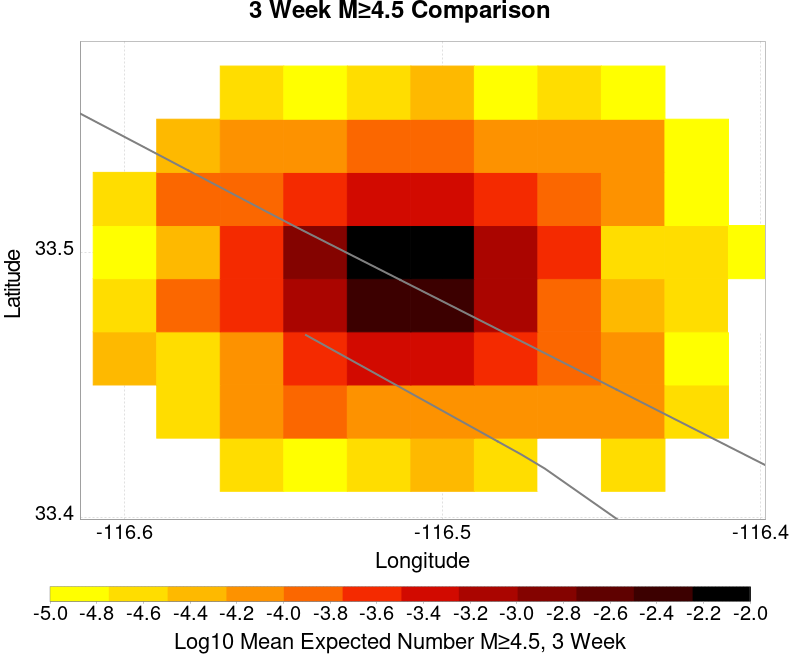 3 Week M≥4.5 Comparison
Latitude
33.5
33.4
-116.6 -116.5 -116.4
Longitude
-5.0 -4.8 -4.6 -4.4 -4.2 -4.0 -3.8 -3.6 -3.4 -3.2 -3.0 -2.8 -2.6 -2.4 -2.2 -2.0
Log10 Mean Expected Number M≥4.5, 3 Week